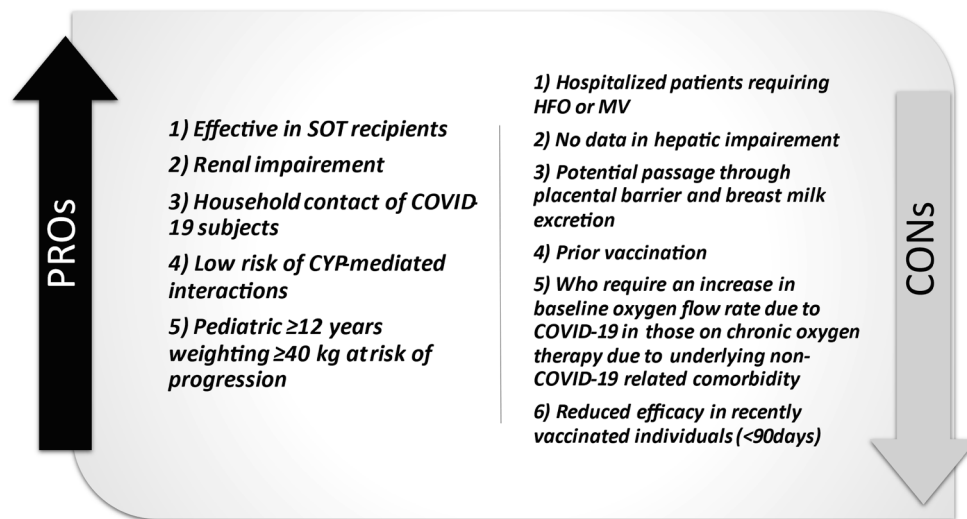 PROs
1) Effective in SOT recipients
2) Renal impairement
3) Household contact of COVID-
19 subjects
4) Low risk of CYP-mediated
interactions
5) Pediatric ≥12 years
weighting ≥40 kg at risk of
progression
1) Hospitalized patients requiring
HFO or MV
2) No data in hepatic impairement
3) Potential passage through
placental barrier and breast milk
excretion
4) Prior vaccination
5) Who require an increase in
baseline oxygen flow rate due to
COVID-19 in those on chronic oxygen
therapy due to underlying non-
COVID-19 related comorbidity
6) Reduced efficacy in recently
vaccinated individuals (<90days)
CONs